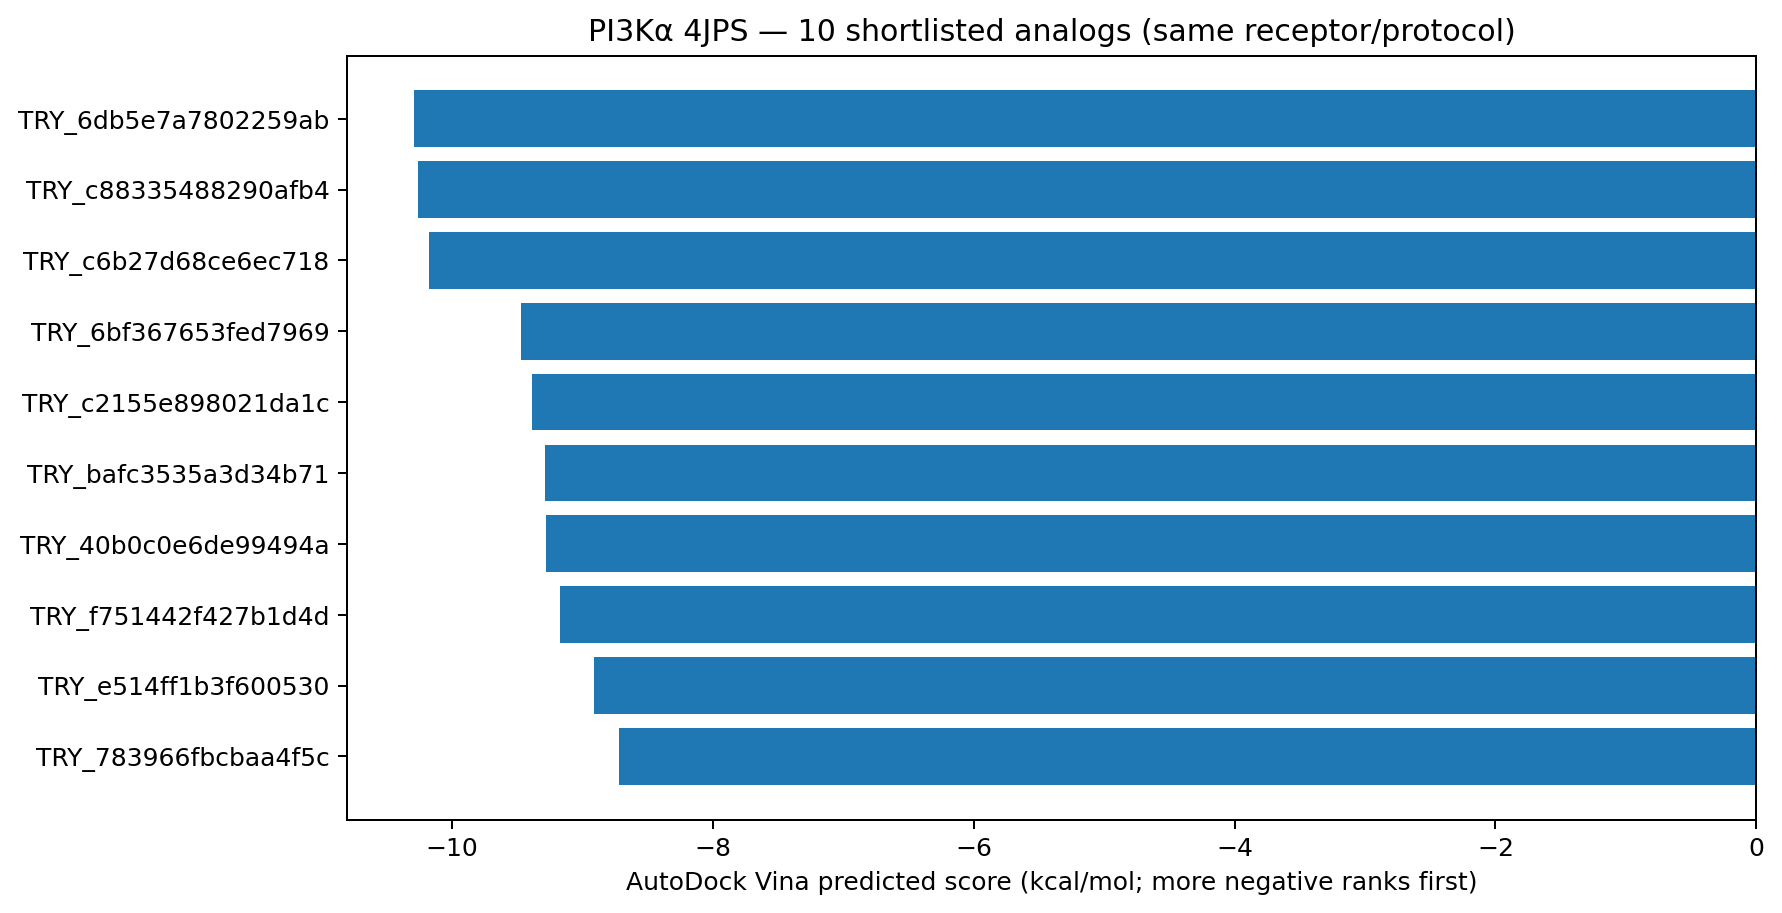 PI3Kα 4JPS — 10 shortlisted analogs (same receptor/protocol)
TRY_6db5e7a7802259ab
TRY_c88335488290afb4
TRY_c6b27d68ce6ec718
TRY_6bf367653fed7969
TRY_c2155e898021da1c
TRY_bafc3535a3d34b71
TRY_40b0c0e6de99494a
TRY_f751442f427b1d4d
TRY_e514ff1b3f600530
TRY_783966fbcbaa4f5c
−10 −8 −6 −4 −2 0
AutoDock Vina predicted score (kcal/mol; more negative ranks first)